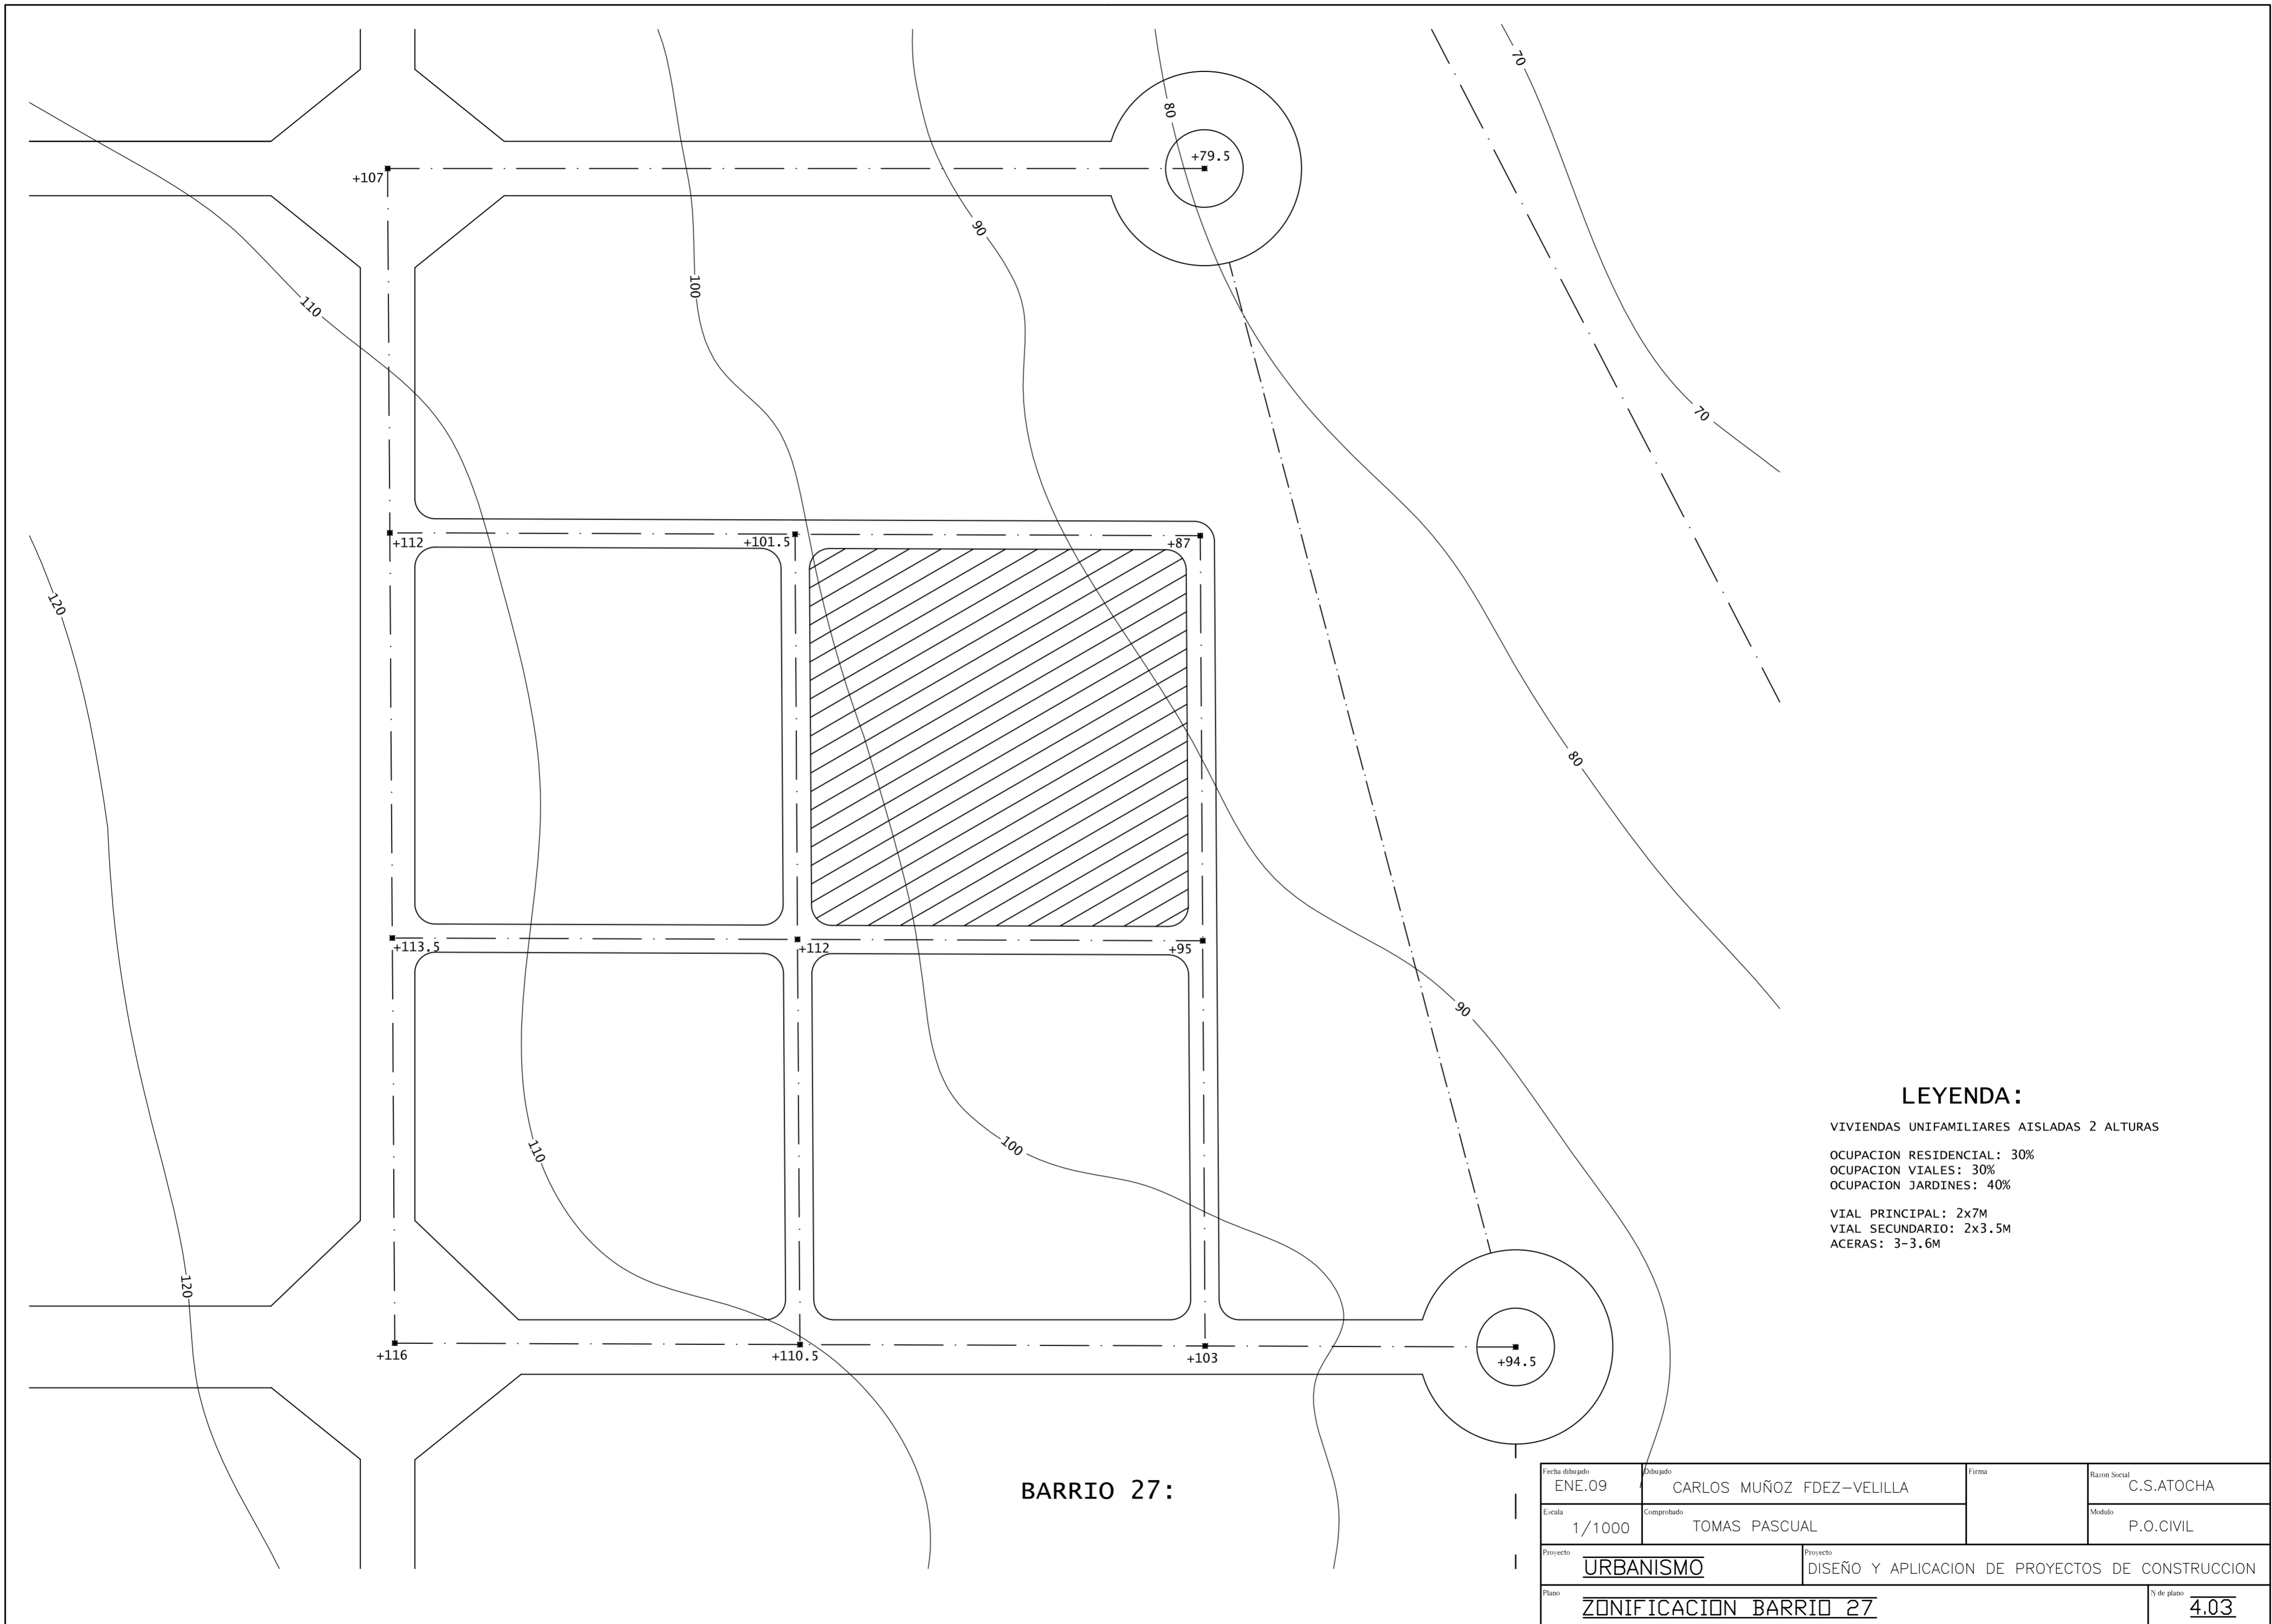 70
80
+79.5
+107
90
100
110
70
+112
+101.5
+87
120
80
+113.5
+112
+95
90
LEYENDA:
VIVIENDAS UNIFAMILIARES AISLADAS 2 ALTURAS
OCUPACION RESIDENCIAL: 30%
OCUPACION VIALES: 30%
OCUPACION JARDINES: 40%
VIAL PRINCIPAL: 2x7M
VIAL SECUNDARIO: 2x3.5M
ACERAS: 3-3.6M
110
100
120
+116
+110.5
+103
+94.5
BARRIO 27:
Fecha dibujado
ENE.09
Dibujado
CARLOS MUÑOZ FDEZ-VELILLA
Firma
Razon Social
C.S.ATOCHA
Escala
1/1000
Comprobado
TOMAS PASCUAL
Modulo
P.O.CIVIL
Proyecto
URBANISMO
Proyecto
DISEÑO Y APLICACION DE PROYECTOS DE CONSTRUCCION
Plano
ZONIFICACION BARRIO 27
N de plano
4.03